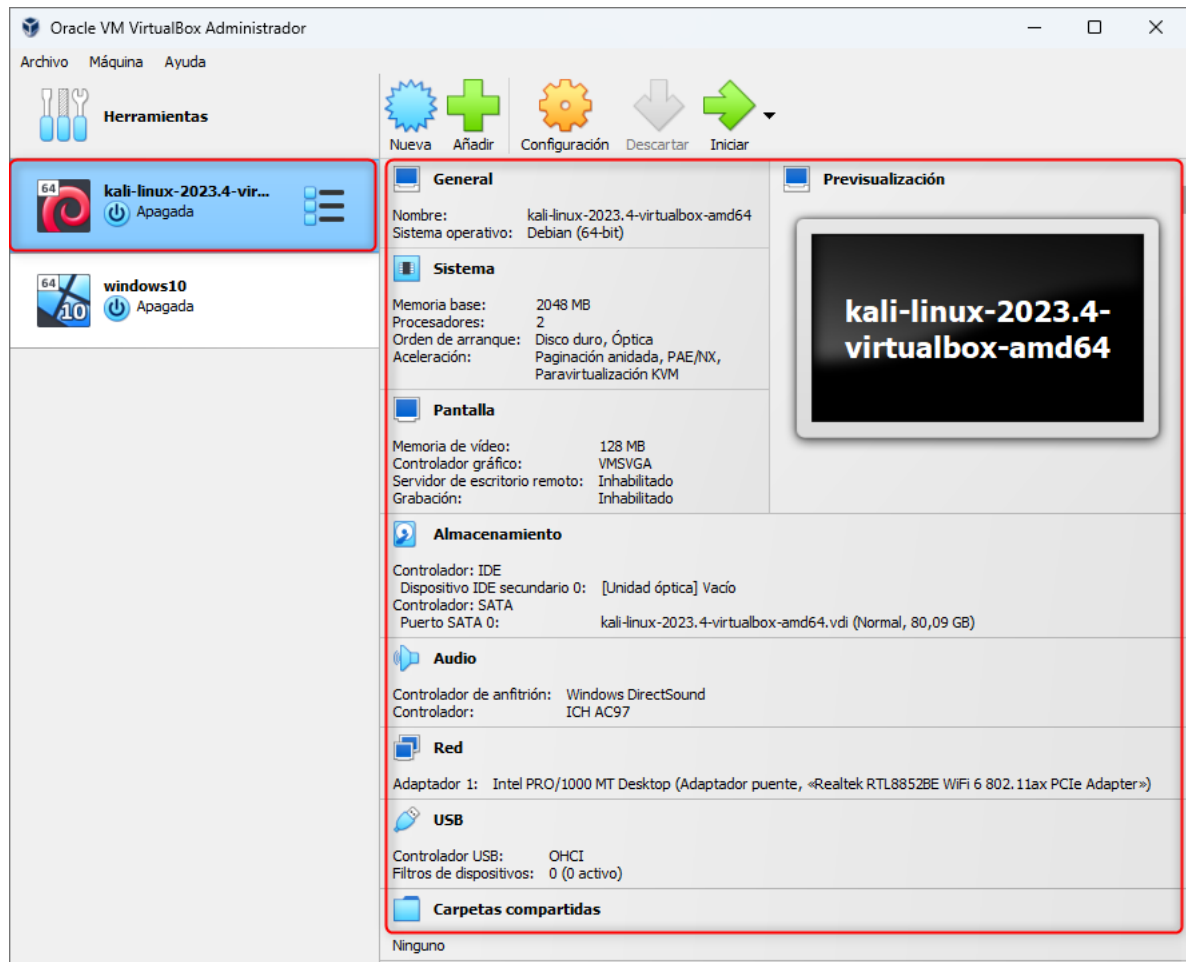 Oracle VM VirtualBox Administrador
Archivo Máquina Ayuda
Herramientas
Nueva Añadir Configuración Descartar Iniciar
64
kali-linux-2023.4-vir...
Apagada
64
10
windows10
Apagada
General
Nombre: kali-linux-2023.4-virtualbox-amd64
Sistema operativo: Debian (64-bit)
Sistema
Memoria base: 2048 MB
Procesadores: 2
Orden de arranque: Disco duro, Óptica
Aceleración: Paginación anidada, PAE/NX,
Paravirtualización KVM
Pantalla
Memoria de vídeo: 128 MB
Controlador gráfico: VMSVGA
Servidor de escritorio remoto: Inhabilitado
Grabación: Inhabilitado
Previsualización
kali-linux-2023.4-
virtualbox-amd64
Almacenamiento
Controlador: IDE
Dispositivo IDE secundario 0: [Unidad óptica] Vacío
Controlador: SATA
Puerto SATA 0: kali-linux-2023.4-virtualbox-amd64.vdi (Normal, 80,09 GB)
Audio
Controlador de anfitrión: Windows DirectSound
Controlador: ICH AC97
Red
Adaptador 1: Intel PRO/1000 MT Desktop (Adaptador puente, «Realtek RTL8852BE WiFi 6 802.11ax PCIe Adapter»)
USB
Controlador USB: OHCI
Filtros de dispositivos: 0 (0 activo)
Carpetas compartidas
Ninguno